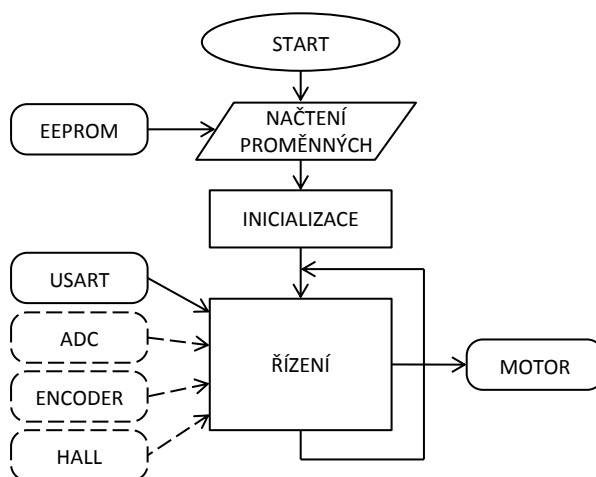 START
EEPROM
NAČTENÍ
PROMĚNNÝCH
INICIALIZACE
USART
ADC
ENCODER
HALL
ŘÍZENÍ
MOTOR